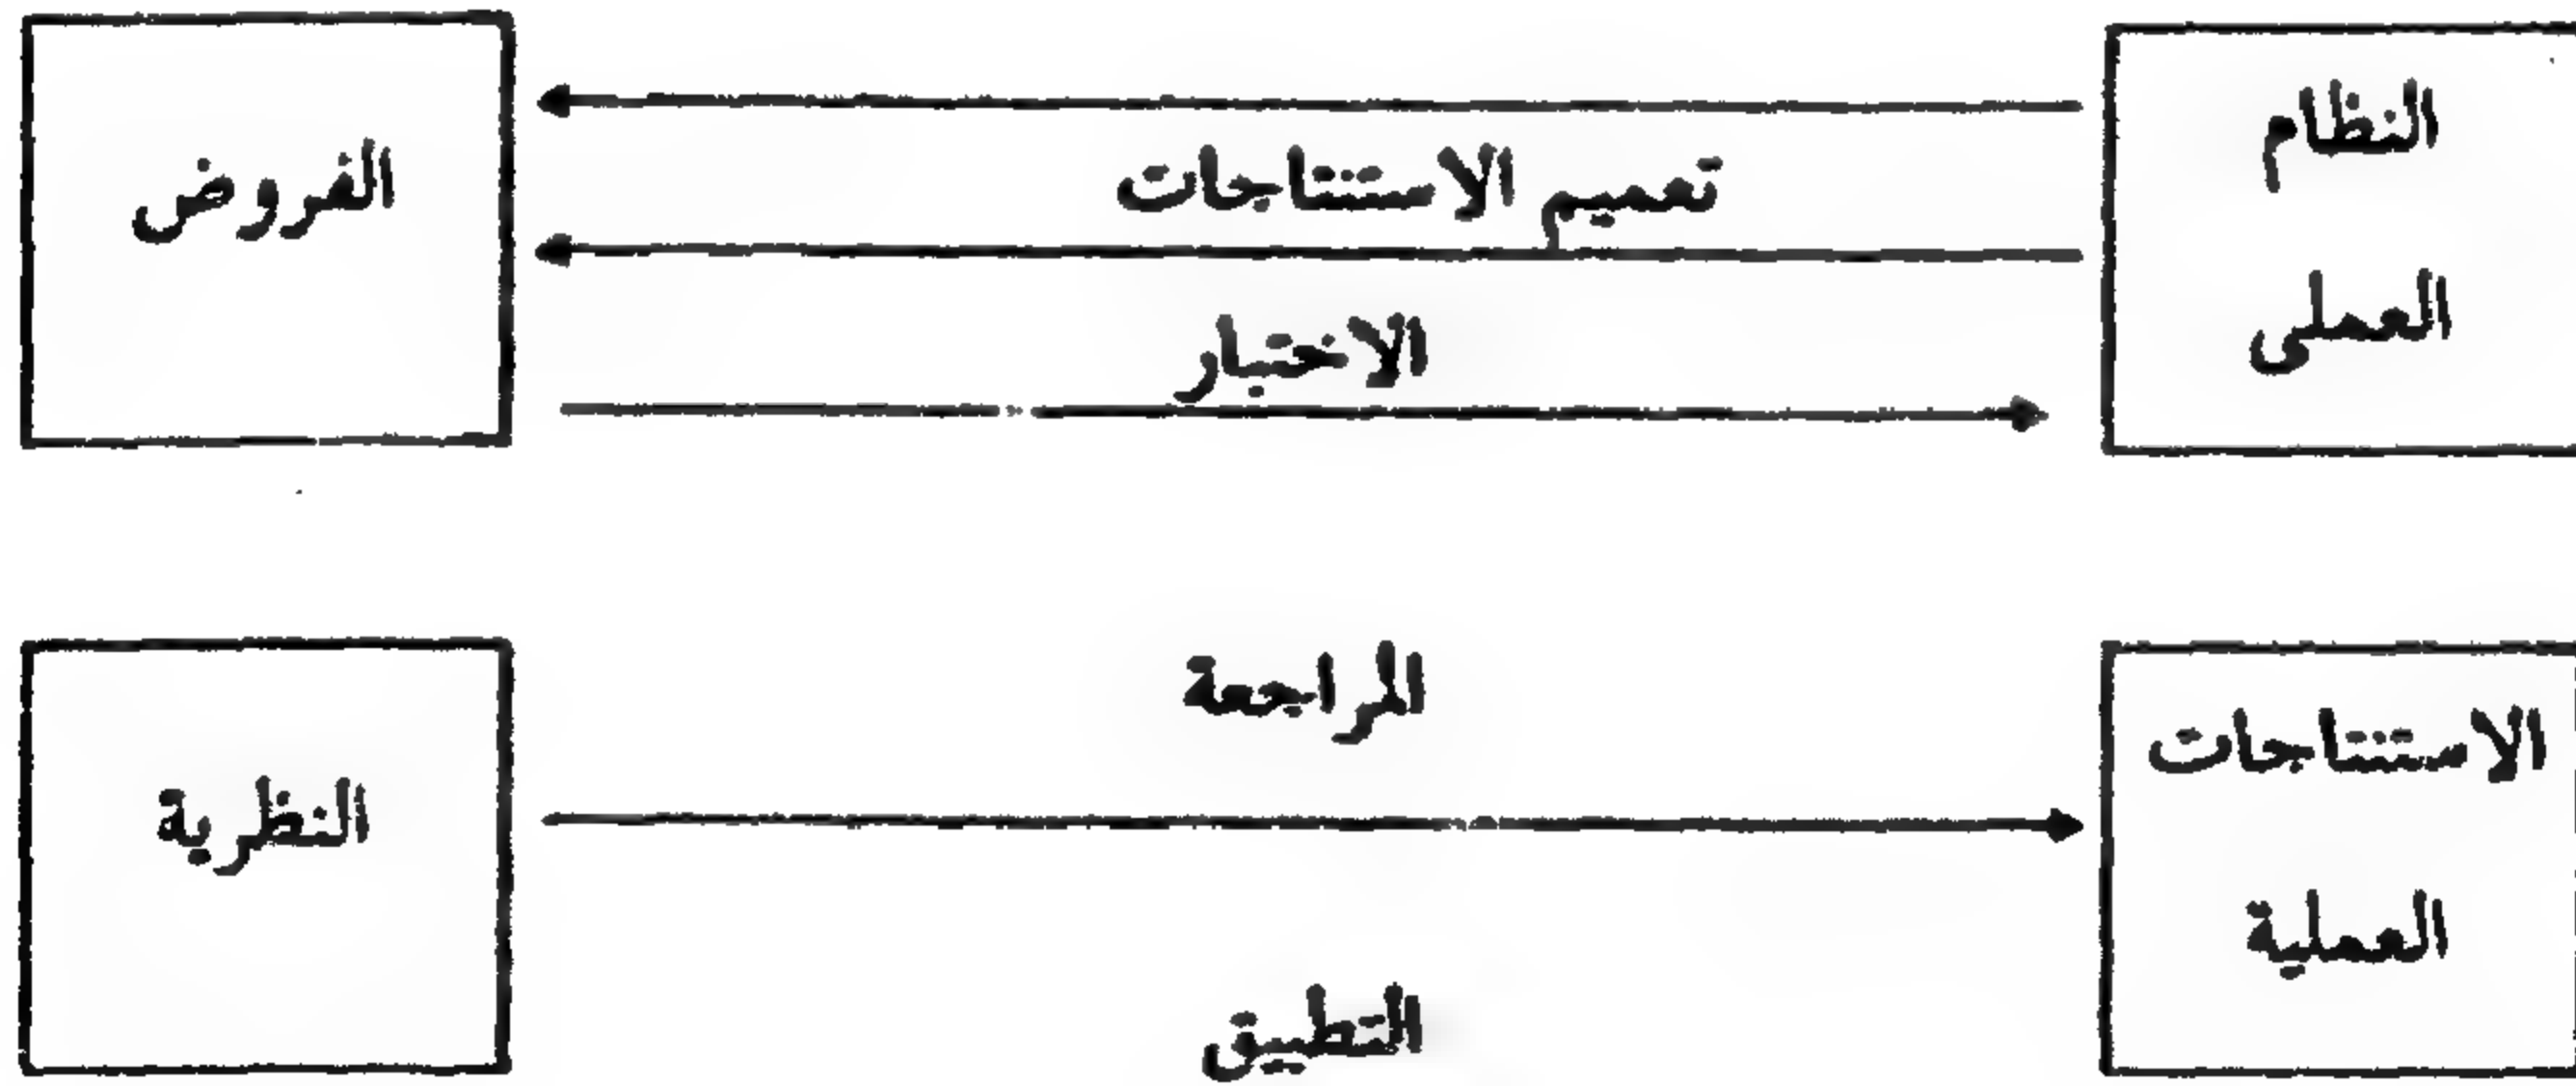 النظام
العملى
تعميم الاستنتاجات
الاختبار
الفروض
الاستنتاجات
العملية
المراجعة
التطبيق
النظرية